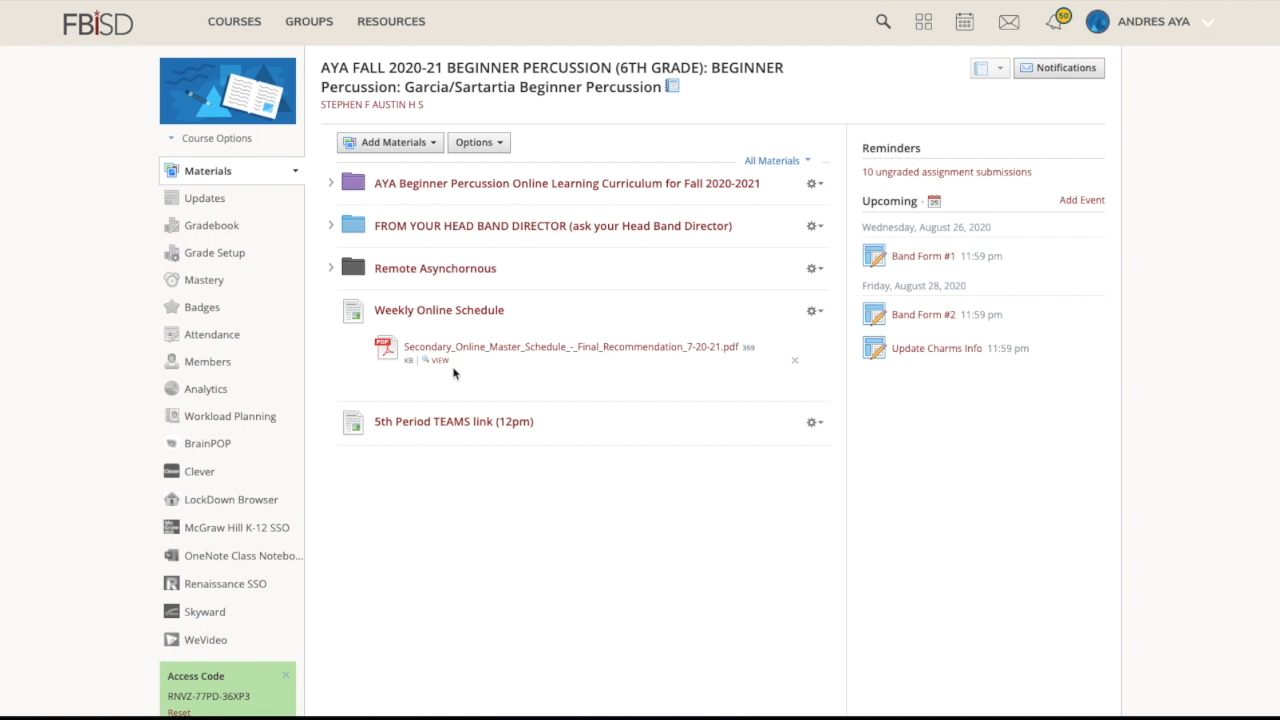 FBISD
COURSES
GROUPS
RESOURCES
50
ANDRES AYA
AYA FALL 2020-21 BEGINNER PERCUSSION (6TH GRADE): BEGINNER
Percussion: Garcia/Sartartia Beginner Percussion
STEPHEN F AUSTIN H S
Notifications
Course Options
Materials
Updates
Gradebook
Grade Setup
Mastery
Badges
Attendance
Members
Analytics
Workload Planning
BrainPOP
Clever
LockDown Browser
McGraw Hill K-12 SSO
OneNote Class Notebo...
Renaissance SSO
Skyward
WeVideo
Access Code
RNVZ-77PD-36XP3
Reset
Add Materials
Options
All Materials
AYA Beginner Percussion Online Learning Curriculum for Fall 2020-2021
FROM YOUR HEAD BAND DIRECTOR (ask your Head Band Director)
Remote Asynchornous
Weekly Online Schedule
PDF
Secondary_Online_Master_Schedule_-_Final_Recommendation_7-20-21.pdf 369
KB | VIEW
5th Period TEAMS link (12pm)
Reminders
10 ungraded assignment submissions
Upcoming · 25
Add Event
Wednesday, August 26, 2020
Band Form #1 11:59 pm
Friday, August 28, 2020
Band Form #2 11:59 pm
Update Charms Info 11:59 pm